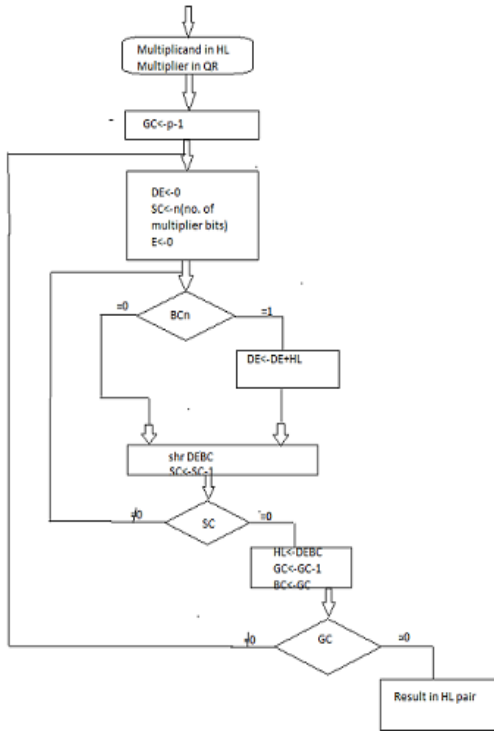 Multiplicand in HL
Multiplier in QR
GC<-p-1
DE<-0
SC<-n(no. of
multiplier bits)
E<-0
=0
BCn
=1
DE<-DE+HL
shr DEBC
SC<-SC-1
≠0
SC
=0
HL<-DEBC
GC<-GC-1
BC<-GC
≠0
GC
=0
Result in HL pair